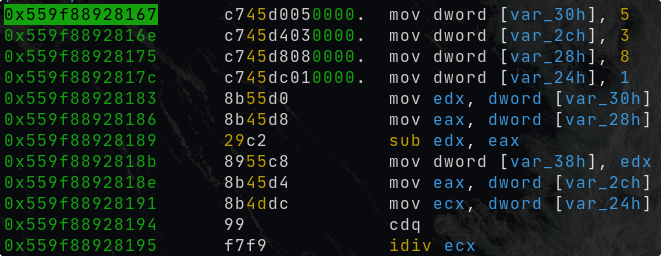 0x559f88928167 c745d0050000. mov dword [var_30h], 5
0x559f8892816e c745d4030000. mov dword [var_2ch], 3
0x559f88928175 c745d8080000. mov dword [var_28h], 8
0x559f8892817c c745dc010000. mov dword [var_24h], 1
0x559f88928183 8b55d0 mov edx, dword [var_30h]
0x559f88928186 8b45d8 mov eax, dword [var_28h]
0x559f88928189 29c2 sub edx, eax
0x559f8892818b 8955c8 mov dword [var_38h], edx
0x559f8892818e 8b45d4 mov eax, dword [var_2ch]
0x559f88928191 8b4ddc mov ecx, dword [var_24h]
0x559f88928194 99 cdq
0x559f88928195 f7f9 idiv ecx